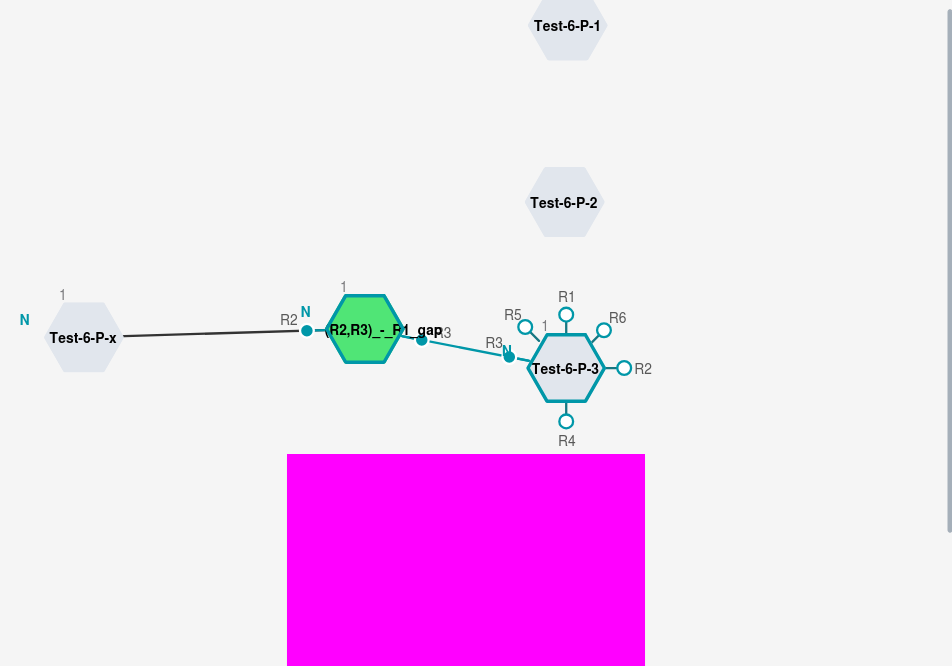 Test-6-P-1
Test-6-P-2
1
N
Test-6-P-x
R2
N
1
(R2,R3)_-_R1_gap
R3
R3
N
R5
1
R1
R6
Test-6-P-3
R2
R4